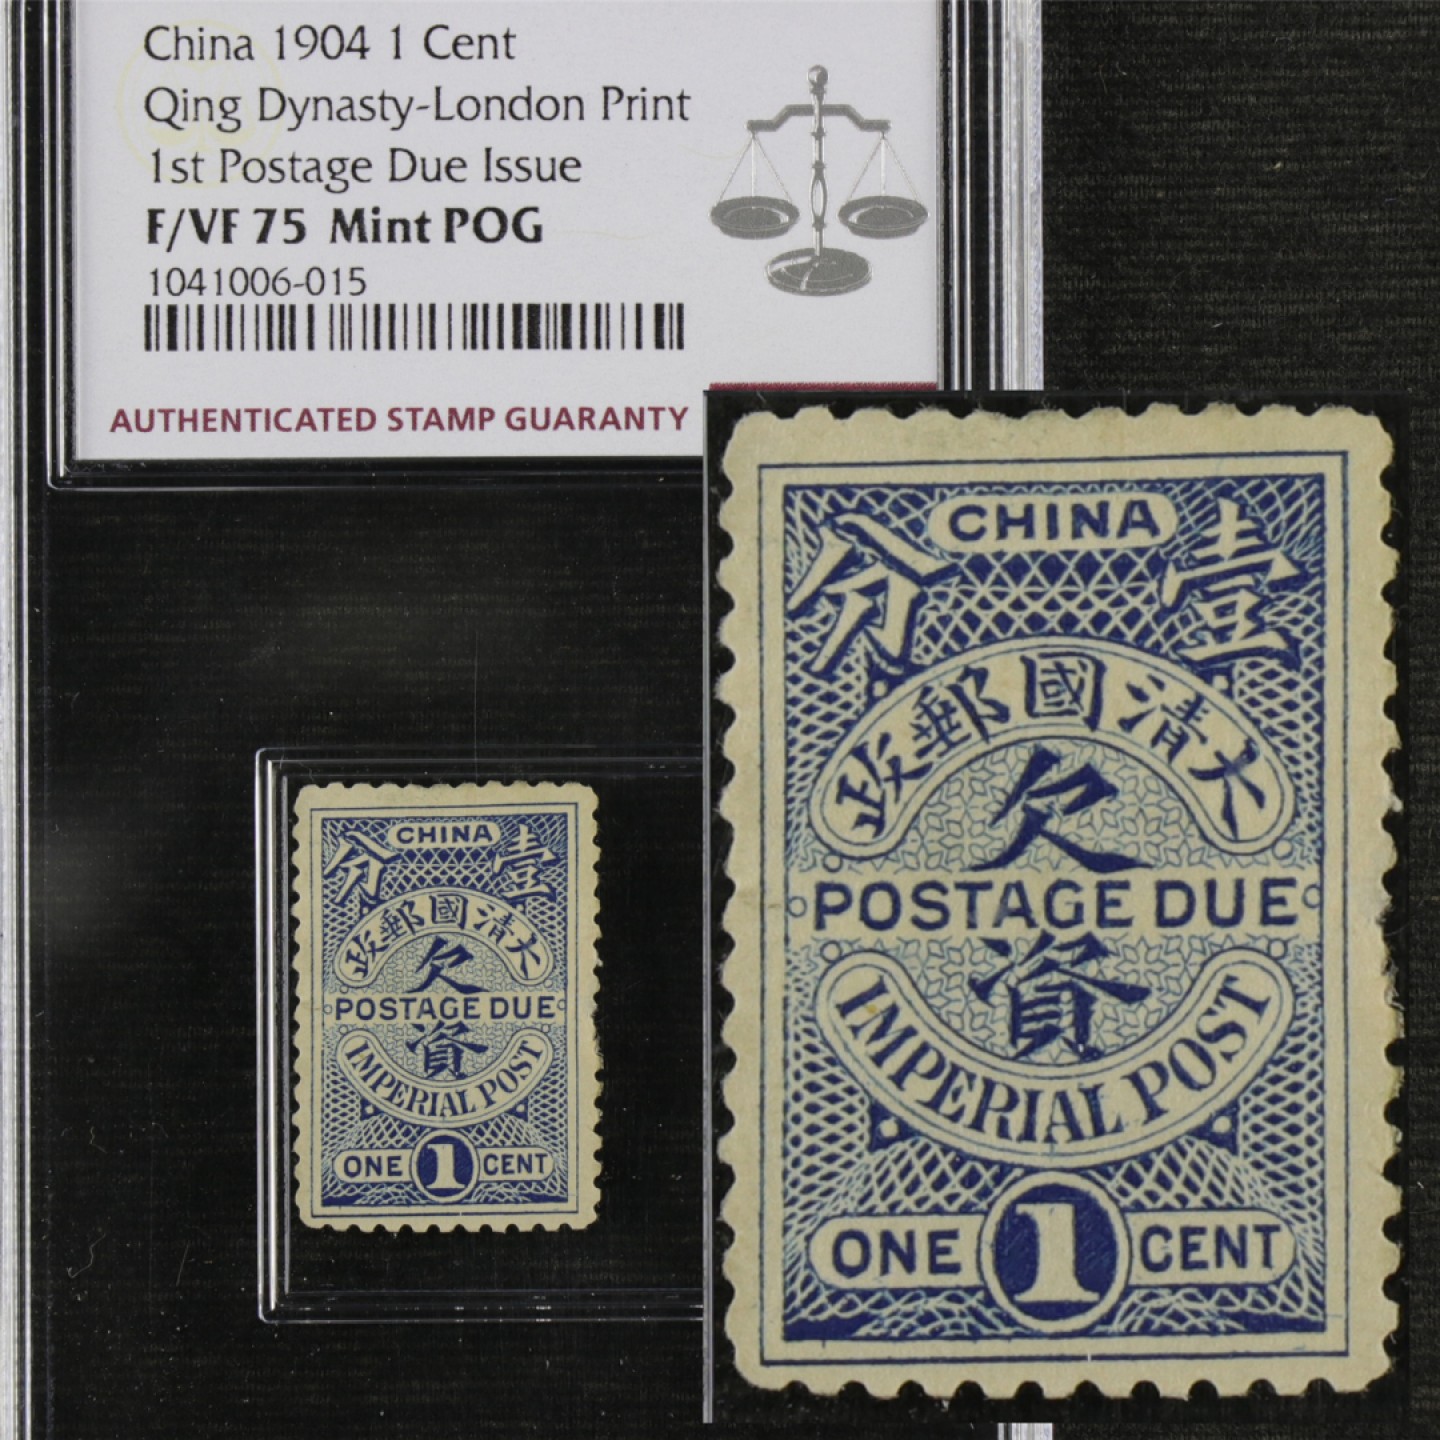 China 1904 1 Cent
Qing Dynasty-London Print
1st Postage Due Issue
F/VF 75 Mint POG
1041006-015
AUTHENTICATED STAMP GUARANTY
CHINA
分 壹
政郵國清大
欠
POSTAGE DUE
資
IMPERIAL POST
ONE 1 CENT
CHINA
分 壹
政郵國清大
欠
POSTAGE DUE
資
IMPERIAL POST
ONE 1 CENT